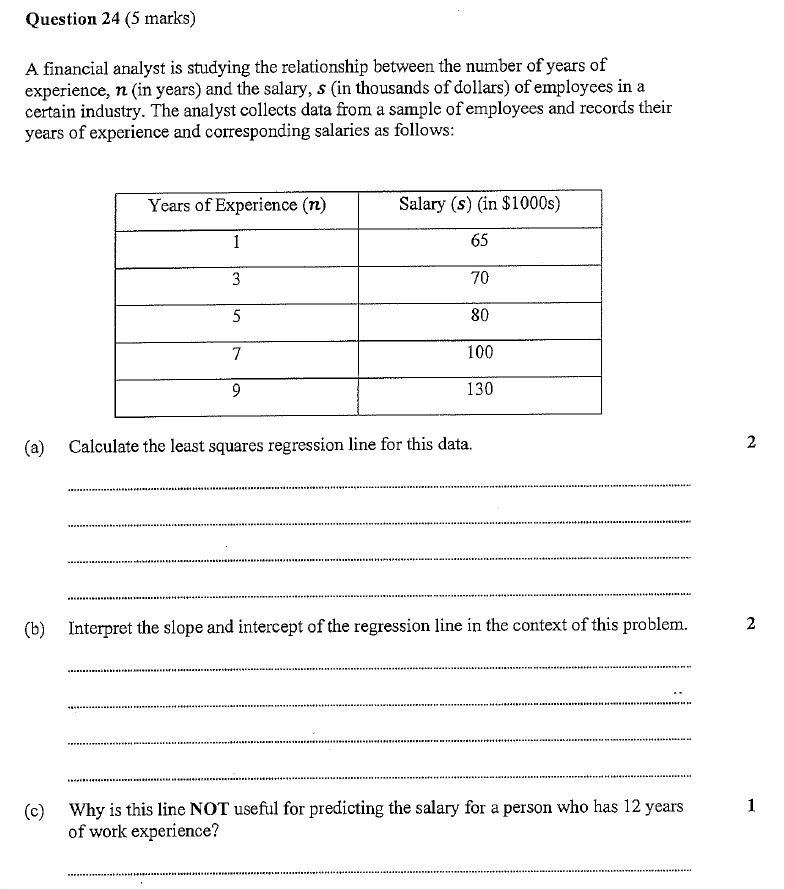 Question 24 (5 marks)
A financial analyst is studying the relationship between the number of years of
experience, n (in years) and the salary, s (in thousands of dollars) of employees in a
certain industry. The analyst collects data from a sample of employees and records their
years of experience and corresponding salaries as follows:
Years of Experience (n) Salary (s) (in $1000s)
1 65
3 70
5 80
7 100
9 130
(a) Calculate the least squares regression line for this data. 2
(b) Interpret the slope and intercept of the regression line in the context of this problem. 2
(c) Why is this line NOT useful for predicting the salary for a person who has 12 years 1
of work experience?